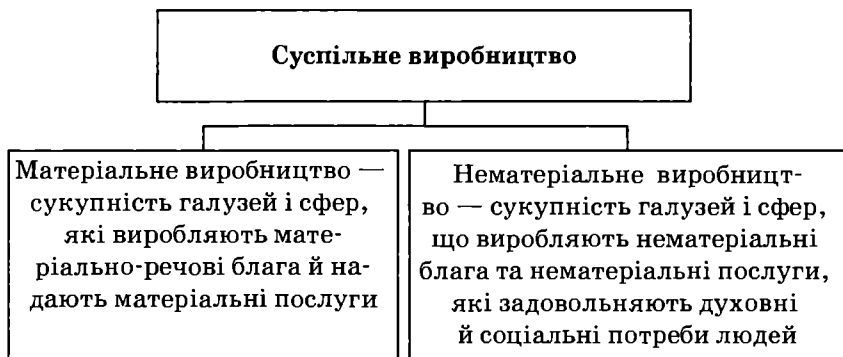 Суспільне виробництво
Матеріальне виробництво —
сукупність галузей і сфер,
які виробляють мате-
ріально-речові блага й на-
дають матеріальні послуги
Нематеріальне виробницт-
во — сукупність галузей і сфер,
що виробляють нематеріальні
блага та нематеріальні послуги,
які задовольняють духовні
й соціальні потреби людей